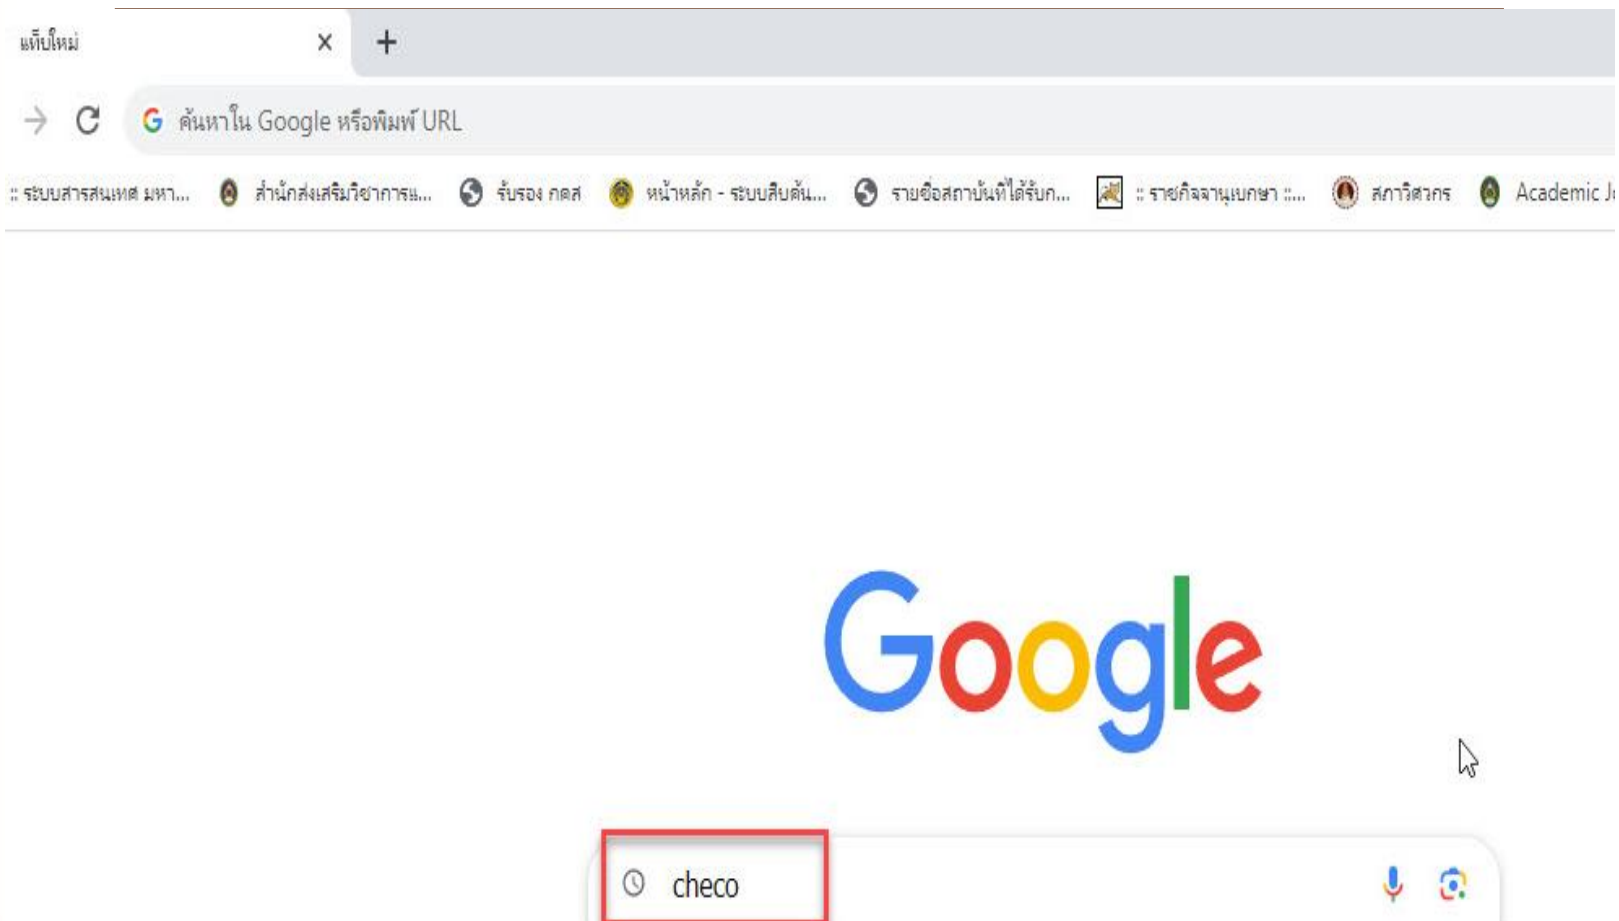 แท็บใหม่
ค้นหาใน Google หรือพิมพ์ URL
:: ระบบสารสนเทศ มหา... สำนักส่งเสริมวิชาการแ... รับรอง กคศ หน้าหลัก - ระบบสืบค้น... รายชื่อสถาบันที่ได้รับก... :: ราชกิจจานุเบกษา ::... สภาวิศวกร Academic
Google
checo